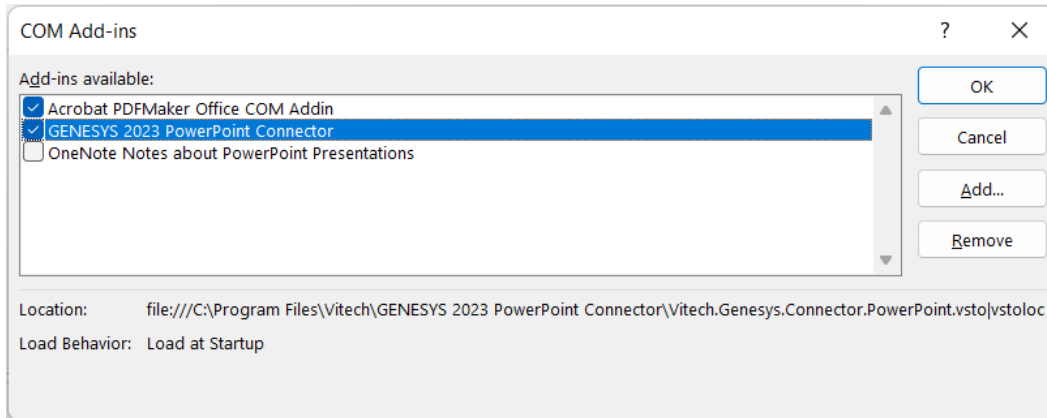 COM Add-ins
?
Add-ins available:
Acrobat PDFMaker Office COM Addin
GENESYS 2023 PowerPoint Connector
OneNote Notes about PowerPoint Presentations
OK
Cancel
Add...
Remove
Location: file:///C:\Program Files\Vitech\GENESYS 2023 PowerPoint Connector\Vitech.Genesys.Connector.PowerPoint.vsto|vstoloc
Load Behavior: Load at Startup